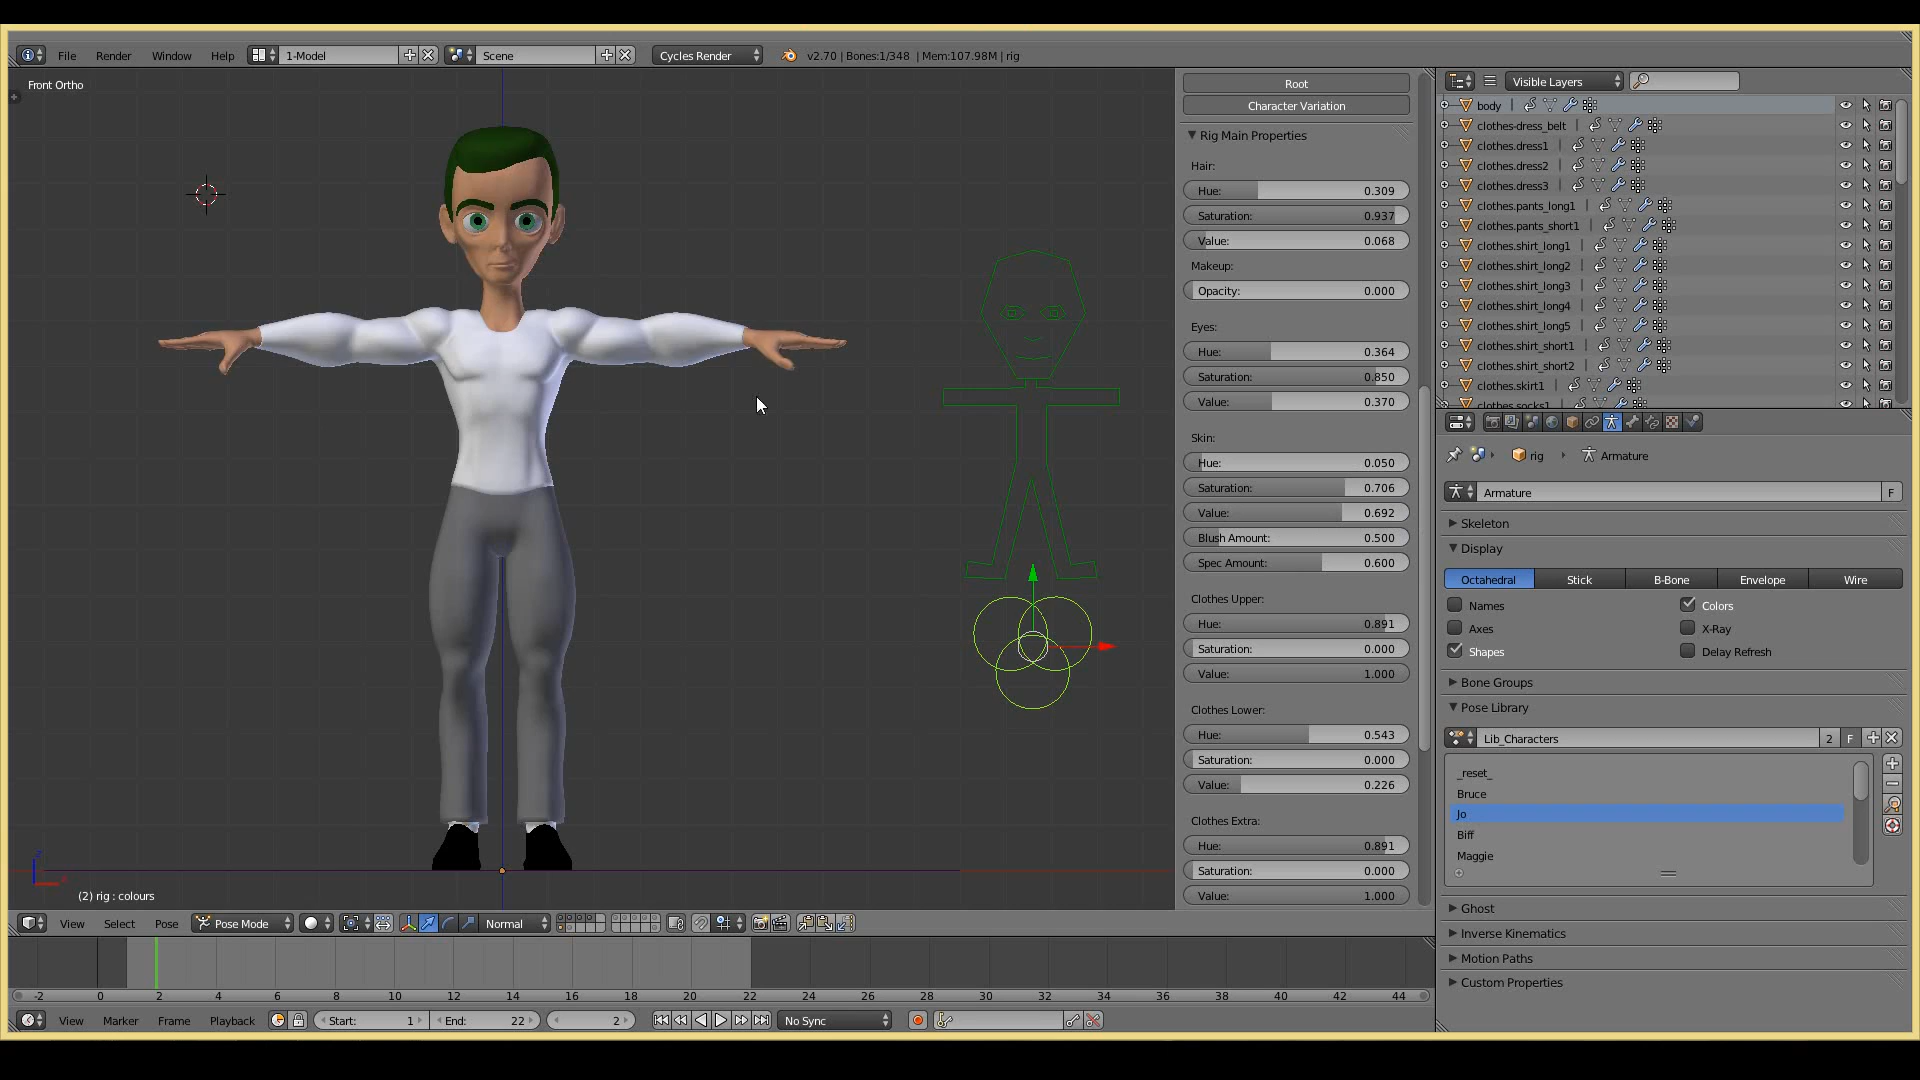 File Render Window Help 1-Model Scene Cycles Render v2.70 | Bones:1/348 | Mem:107.98M | rig
Front Ortho
(2) rig : colours
Root
Character Variation
Rig Main Properties
Hair:
Hue: 0.309
Saturation: 0.937
Value: 0.068
Makeup:
Opacity: 0.000
Eyes:
Hue: 0.364
Saturation: 0.850
Value: 0.370
Skin:
Hue: 0.050
Saturation: 0.706
Value: 0.692
Blush Amount: 0.500
Spec Amount: 0.600
Clothes Upper:
Hue: 0.891
Saturation: 0.000
Value: 1.000
Clothes Lower:
Hue: 0.543
Saturation: 0.000
Value: 0.226
Clothes Extra:
Hue: 0.891
Saturation: 0.000
Value: 1.000
Visible Layers
body
clothes-dress_belt
clothes.dress1
clothes.dress2
clothes.dress3
clothes.pants_long1
clothes.pants_short1
clothes.shirt_long1
clothes.shirt_long2
clothes.shirt_long3
clothes.shirt_long4
clothes.shirt_long5
clothes.shirt_short1
clothes.shirt_short2
clothes.skirt1
clothes.socks1
rig Armature
Armature F
Skeleton
Display
Octahedral Stick B-Bone Envelope Wire
Names Colors
Axes X-Ray
Shapes Delay Refresh
Bone Groups
Pose Library
Lib_Characters 2 F
_reset_
Bruce
Jo
Biff
Maggie
Ghost
Inverse Kinematics
Motion Paths
Custom Properties
View Select Pose Pose Mode Normal
-2 0 2 4 6 8 10 12 14 16 18 20 22 24 26 28 30 32 34 36 38 40 42 44
View Marker Frame Playback Start: 1 End: 22 2 No Sync